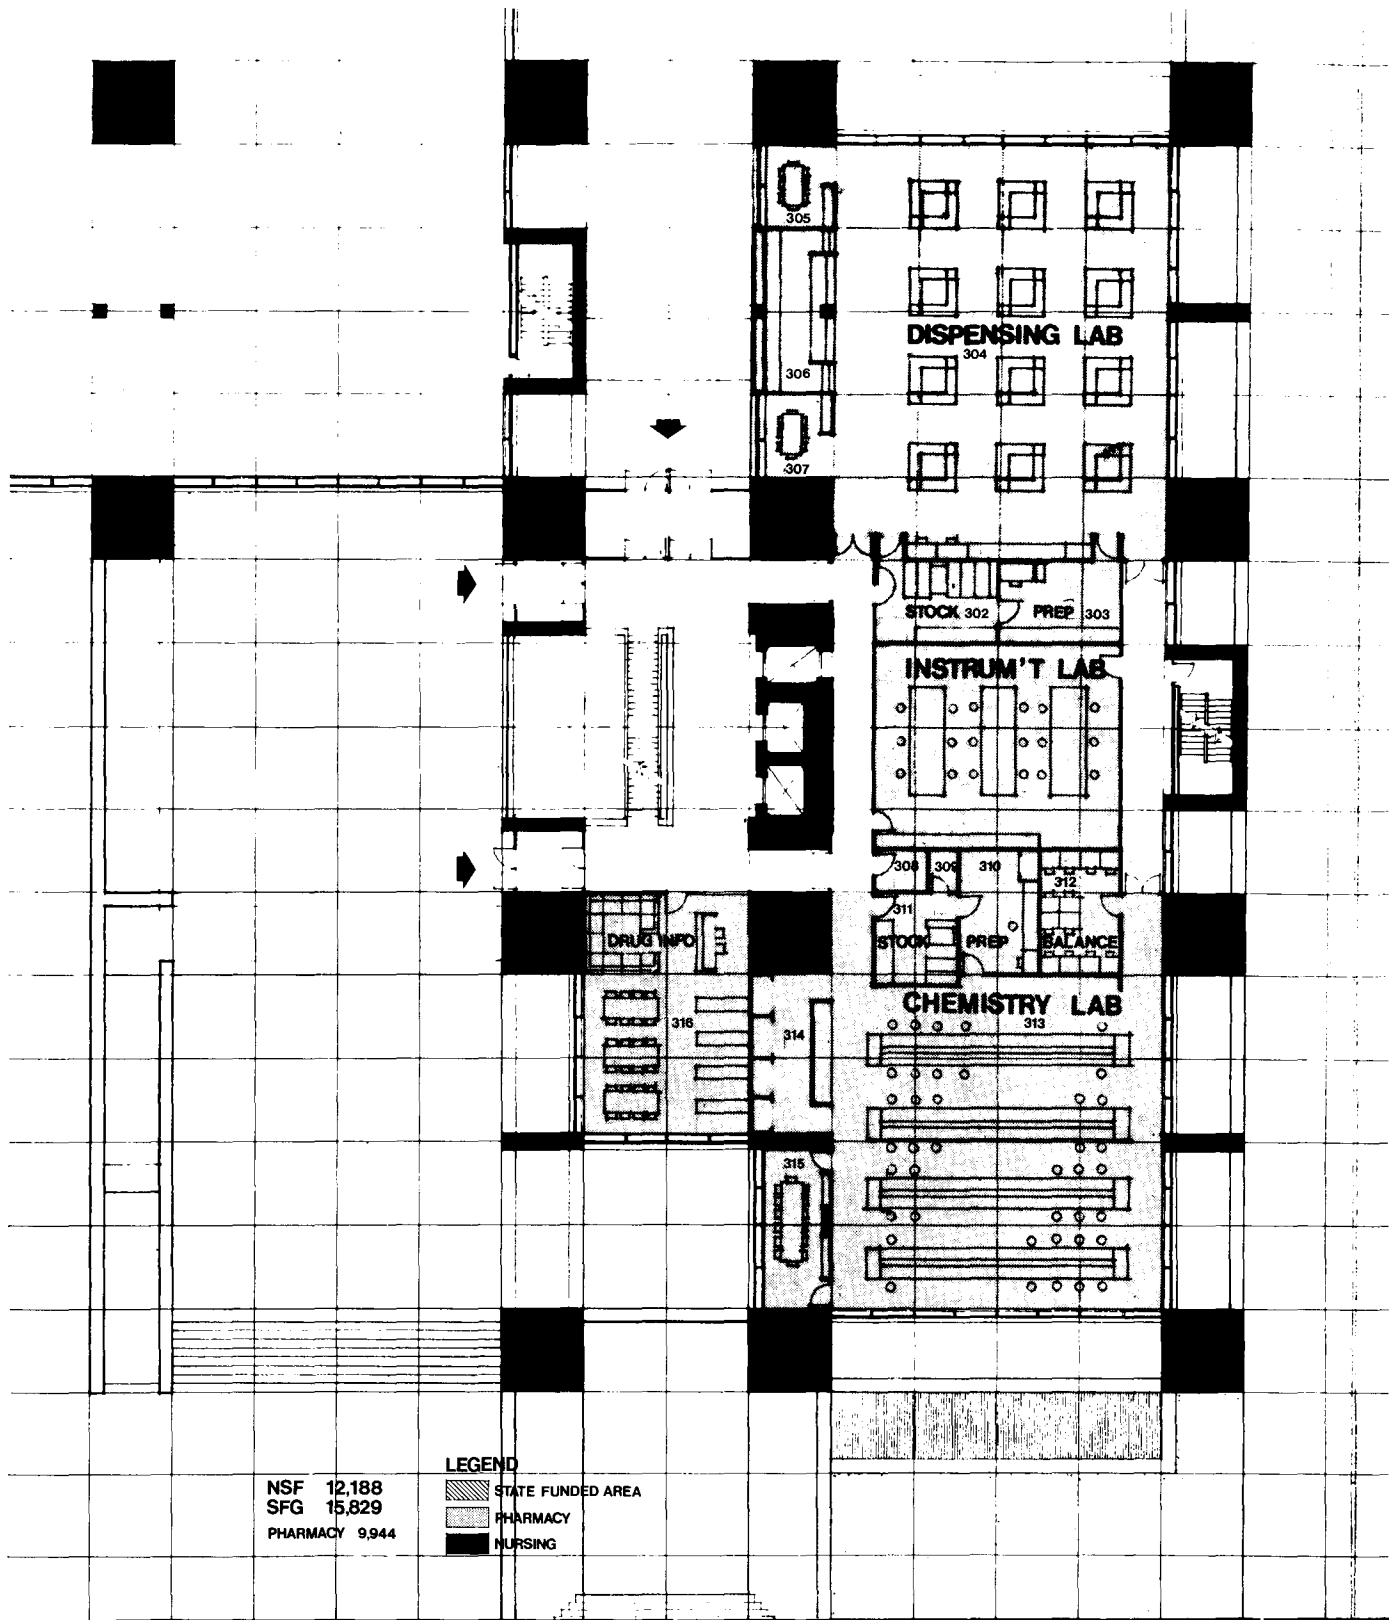 305
DISPENSING LAB
304
306
307
STOCK 302 PREP 303
INSTRUM'T LAB
308 309 310
312
311
DRUG INFO STOCK PREP BALANCE
CHEMISTRY LAB
316 314 313
315
LEGEND
NSF 12,188
SFG 15,829
PHARMACY 9,944
STATE FUNDED AREA
PHARMACY
NURSING